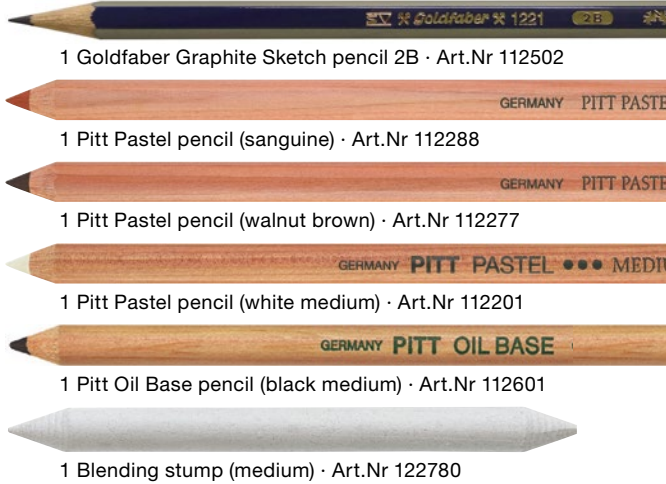 Goldfaber 1221 2B
1 Goldfaber Graphite Sketch pencil 2B · Art.Nr 112502
GERMANY PITT PASTE
1 Pitt Pastel pencil (sanguine) · Art.Nr 112288
GERMANY PITT PASTE
1 Pitt Pastel pencil (walnut brown) · Art.Nr 112277
GERMANY PITT PASTEL MEDIU
1 Pitt Pastel pencil (white medium) · Art.Nr 112201
GERMANY PITT OIL BASE
1 Pitt Oil Base pencil (black medium) · Art.Nr 112601
1 Blending stump (medium) · Art.Nr 122780